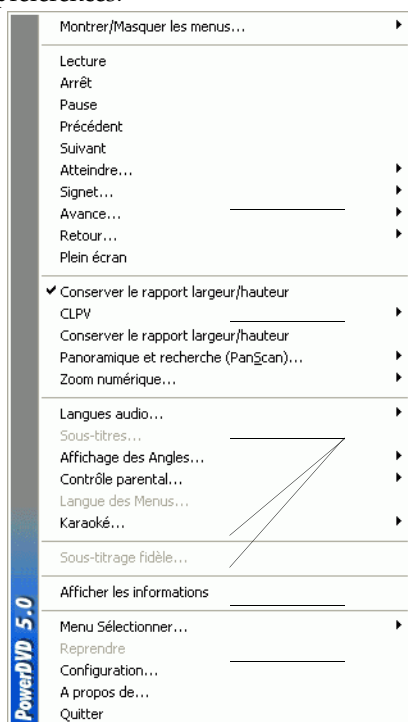 Montrer/Masquer les menus...
Lecture
Arrêt
Pause
Précédent
Suivant
Atteindre...
Signet...
Avance...
Retour...
Plein écran
Conserver le rapport largeur/hauteur
CLPV
Conserver le rapport largeur/hauteur
Panoramique et recherche (PanScan)...
Zoom numérique...
Langues audio...
Sous-titres...
Affichage des Angles...
Contrôle parental...
Langue des Menus...
Karaoké...
Sous-titrage fidèle...
Afficher les informations
Menu Sélectionner...
Reprendre
Configuration...
A propos de...
Quitter
PowerDVD 5.0